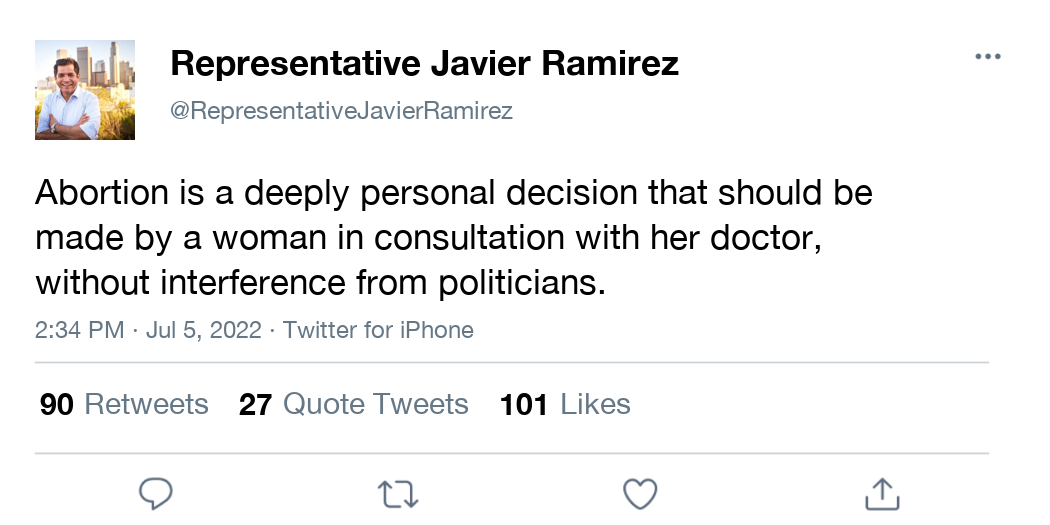 Representative Javier Ramirez
@RepresentativeJavierRamirez
Abortion is a deeply personal decision that should be
made by a woman in consultation with her doctor,
without interference from politicians.
2:34 PM · Jul 5, 2022 · Twitter for iPhone
90 Retweets 27 Quote Tweets 101 Likes